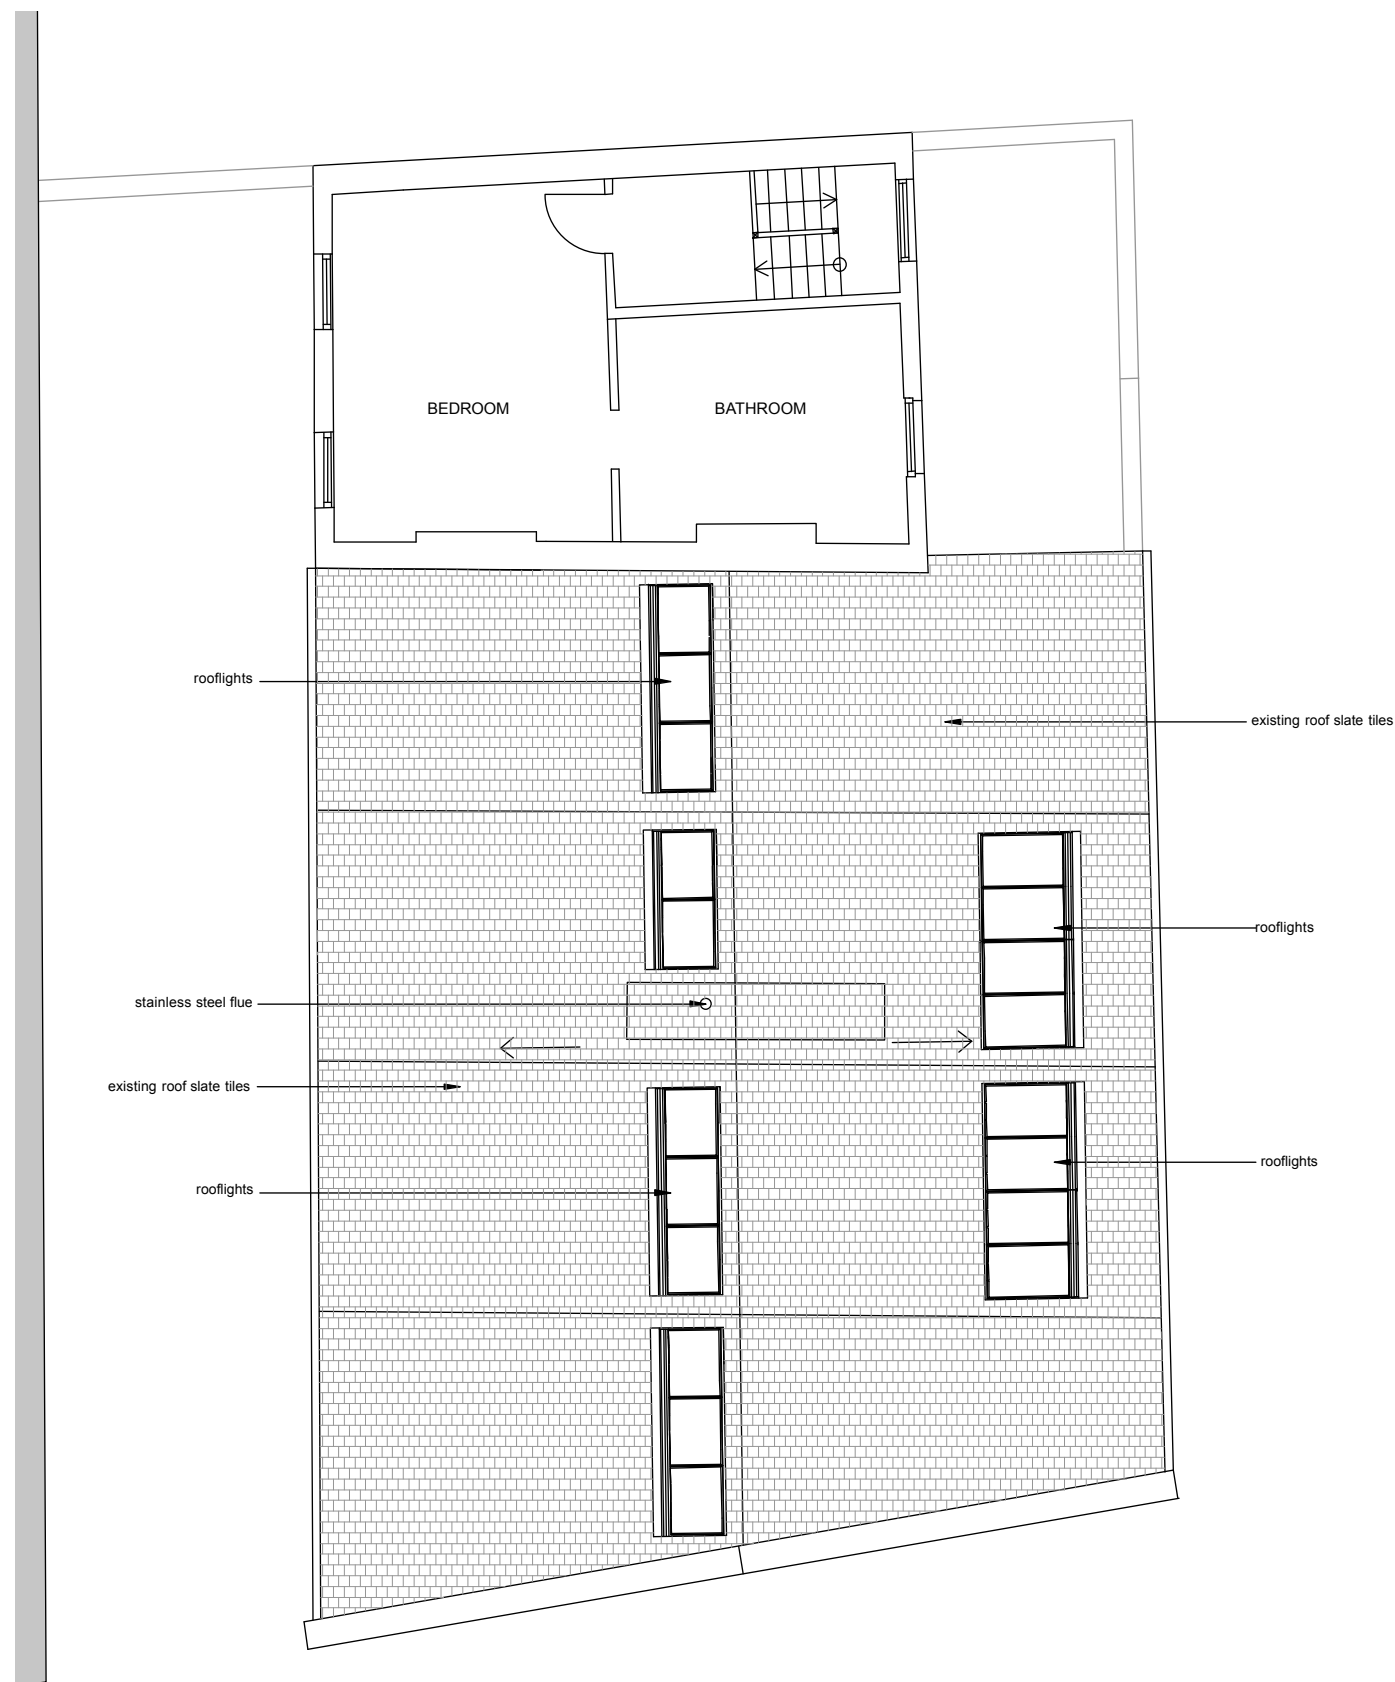 BEDROOM
BATHROOM
rooflights
existing roof slate tiles
rooflights
stainless steel flue
existing roof slate tiles
rooflights
rooflights